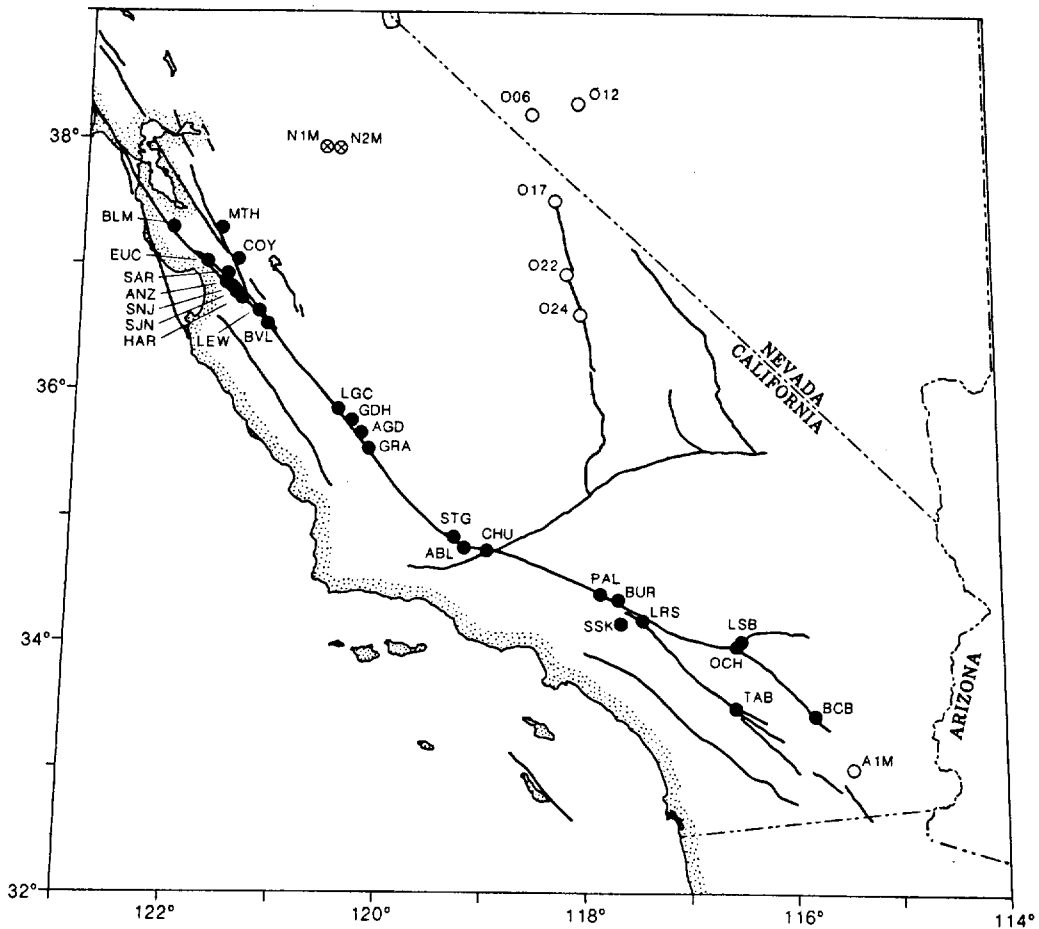 O06
O12
38°
N1M
N2M
O17
BLM
MTH
EUC
COY
SAR
ANZ
SNJ
SJN
HAR
LEW
BVL
O22
O24
NEVADA
CALIFORNIA
36°
LGC
GDH
AGD
GRA
STG
CHU
ABL
PAL
BUR
LRS
SSK
LSB
OCH
34°
TAB
BCB
ARIZONA
A1M
32°
122°
120°
118°
116°
114°